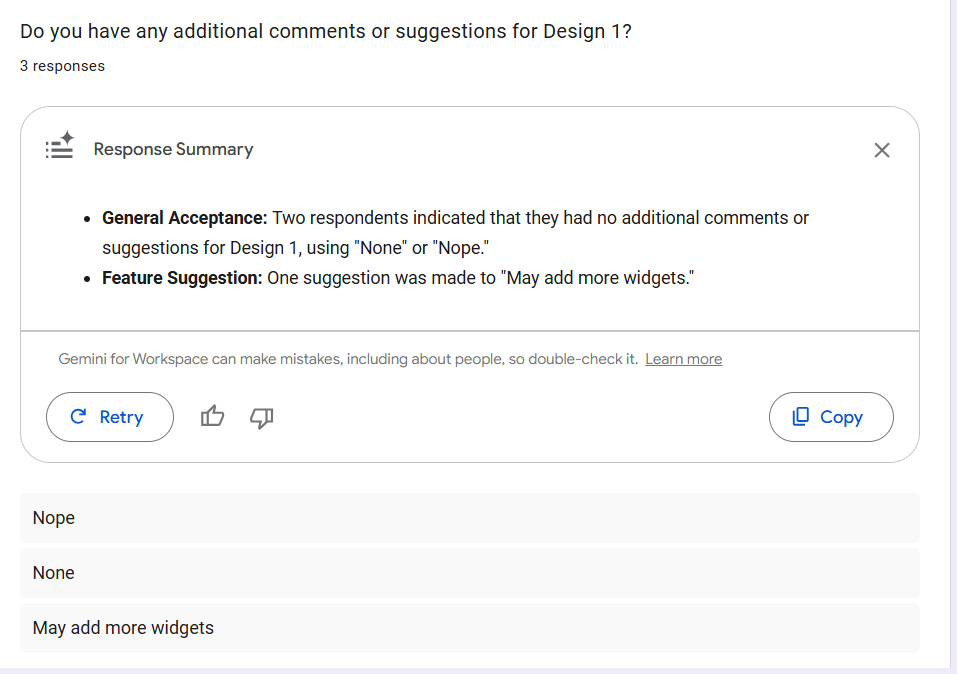 Do you have any additional comments or suggestions for Design 1?
3 responses
Response Summary
General Acceptance: Two respondents indicated that they had no additional comments or
suggestions for Design 1, using "None" or "Nope."
Feature Suggestion: One suggestion was made to "May add more widgets."
Gemini for Workspace can make mistakes, including about people, so double-check it. Learn more
Retry
Copy
Nope
None
May add more widgets